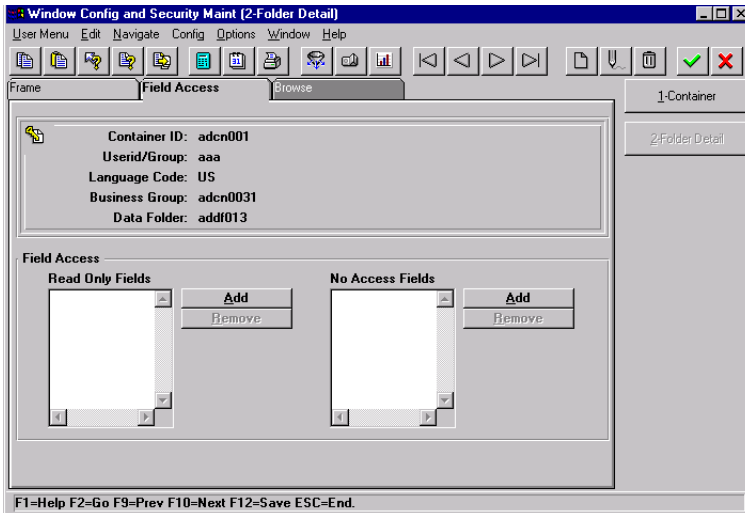 Window Config and Security Maint (2-Folder Detail)
User Menu Edit Navigate Config Options Window Help
31
Frame Field Access Browse
1-Container
2-Folder Detail
Container ID: adcn001
Userid/Group: aaa
Language Code: US
Business Group: adcn0031
Data Folder: addf013
Field Access
Read Only Fields No Access Fields
Add Add
Remove Remove
F1=Help F2=Go F9=Prev F10=Next F12=Save ESC=End.